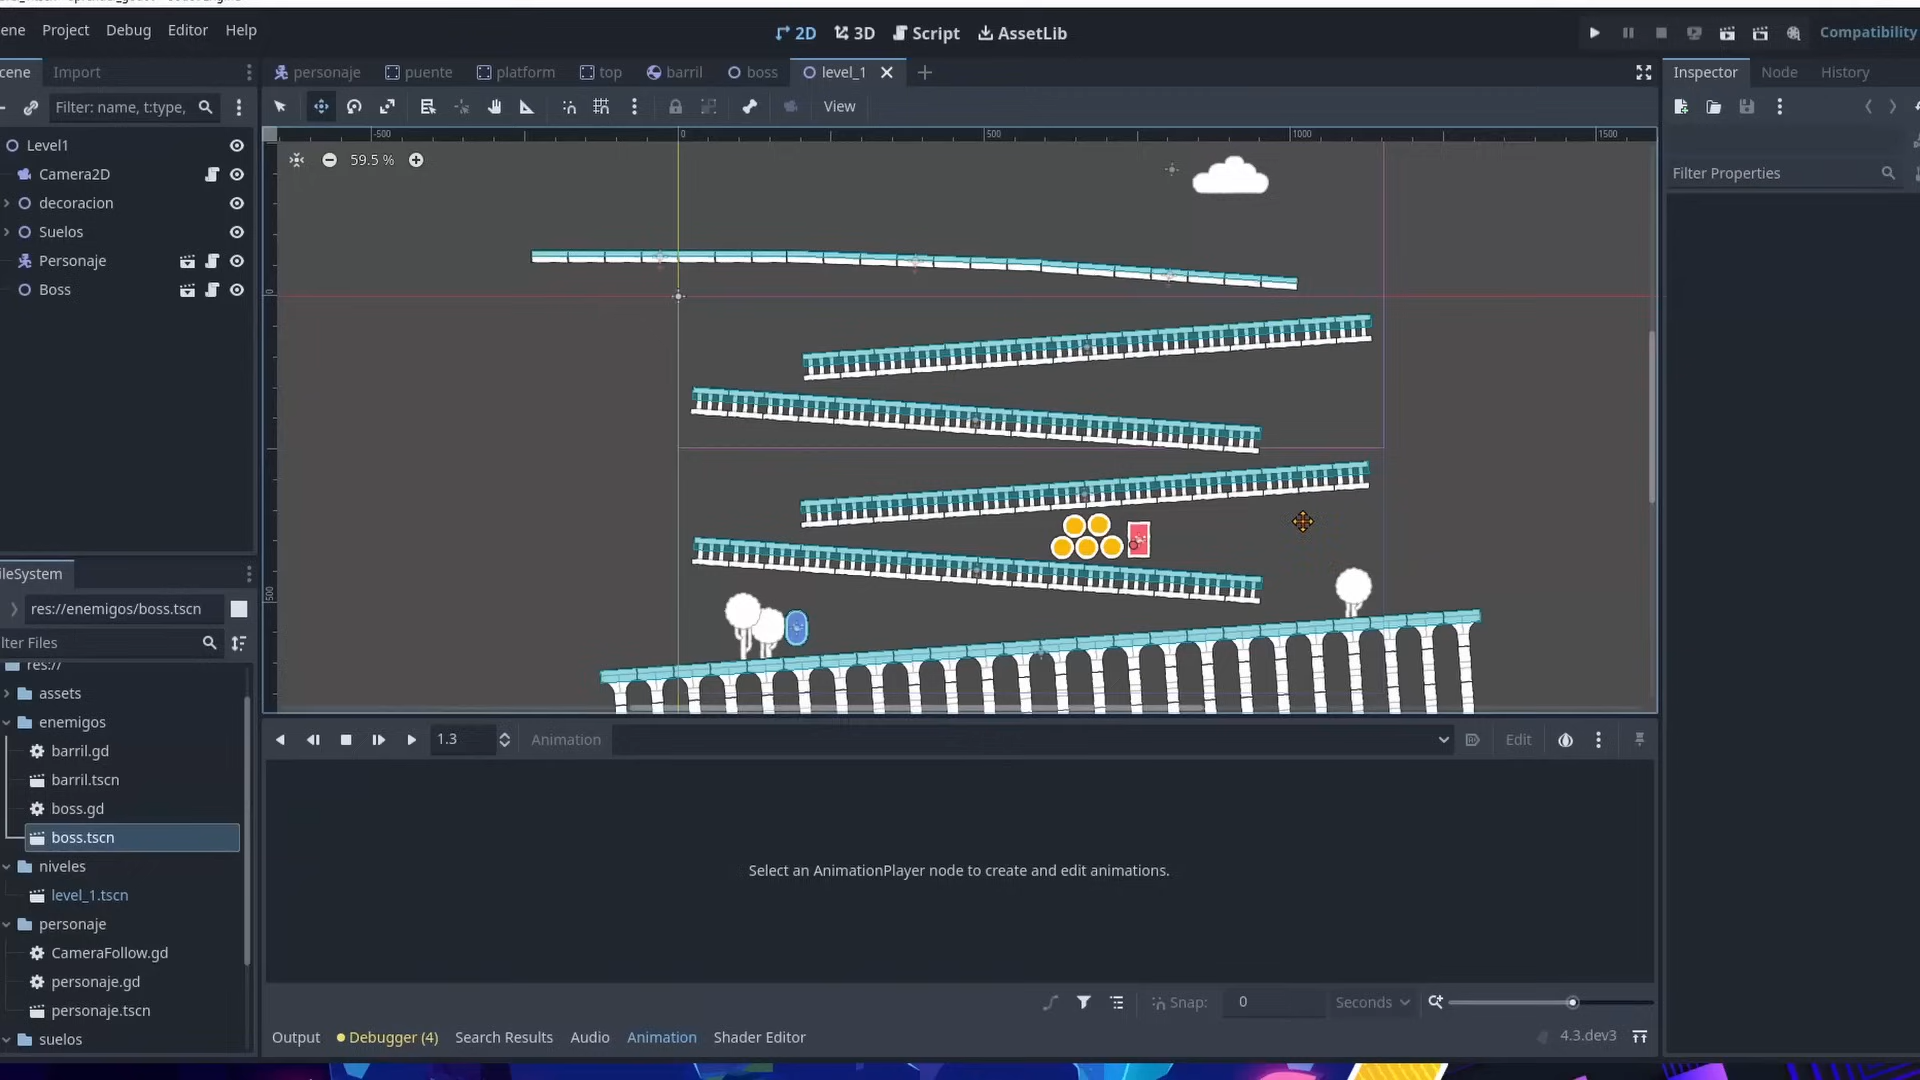 ene Project Debug Editor Help
2D 3D Script AssetLib
Compatibility
cene Import
personaje puente platform top barril boss level_1
Inspector Node History
Filter: name, t:type,
View
Level1
Camera2D
decoracion
Suelos
Personaje
Boss
-500 0 500 1000 1500
59.5 %
0
500
Filter Properties
ileSystem
res://enemigos/boss.tscn
lter Files
res://
assets
enemigos
barril.gd
barril.tscn
boss.gd
boss.tscn
niveles
level_1.tscn
personaje
CameraFollow.gd
personaje.gd
personaje.tscn
suelos
1.3 Animation Edit
Select an AnimationPlayer node to create and edit animations.
Snap: 0 Seconds
Output Debugger (4) Search Results Audio Animation Shader Editor
4.3.dev3